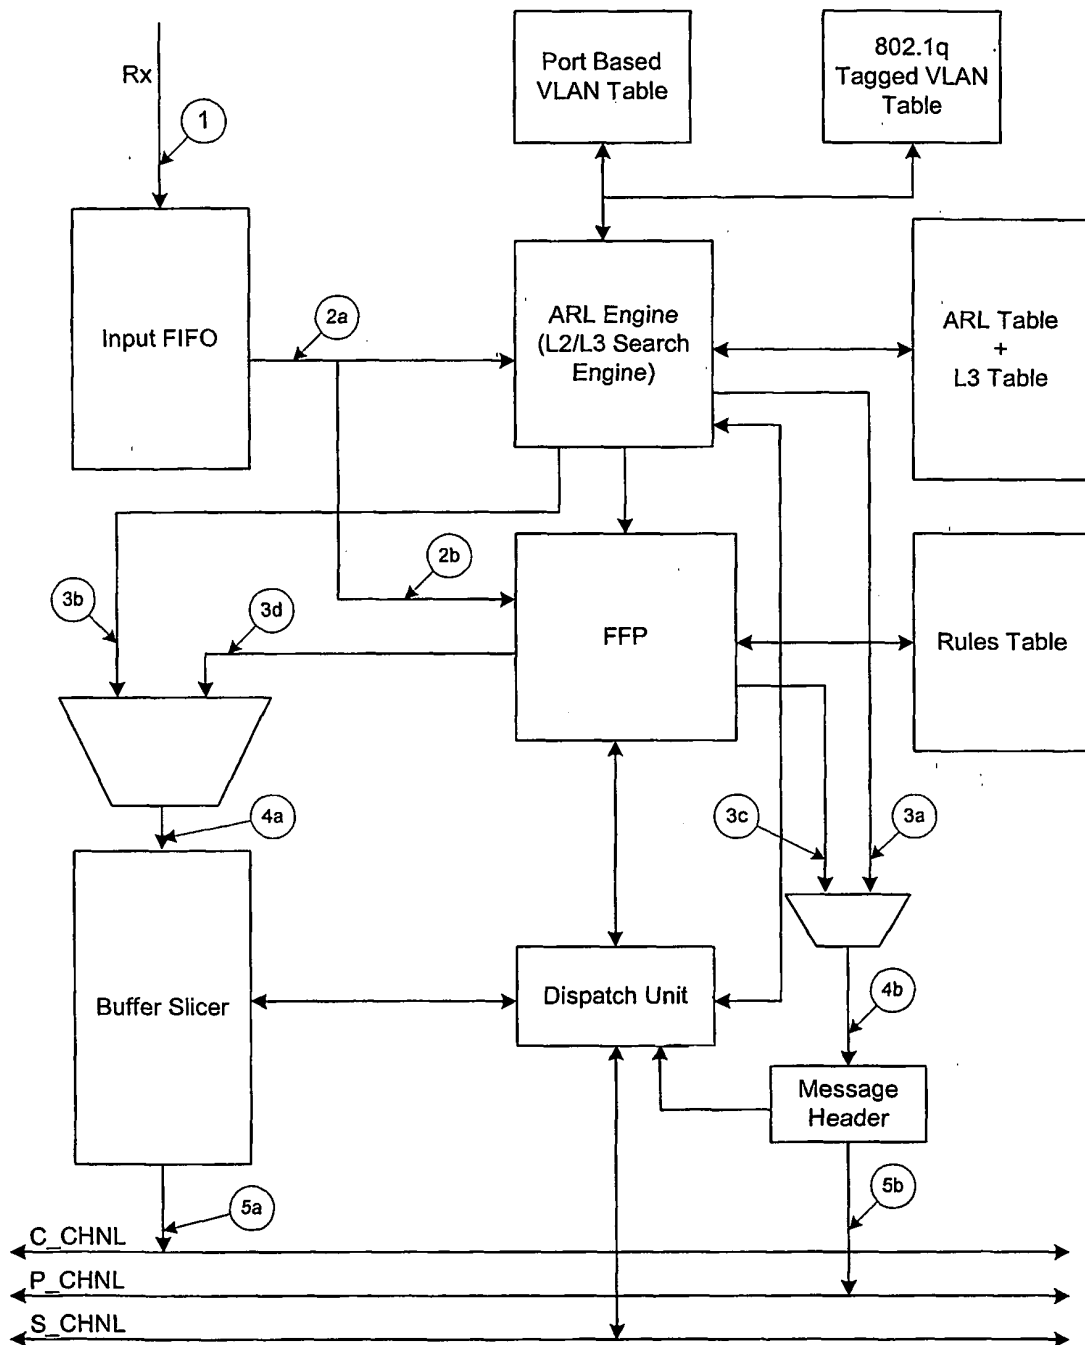 Rx
1
Port Based
VLAN Table
802.1q
Tagged VLAN
Table
Input FIFO
2a
ARL Engine
(L2/L3 Search
Engine)
ARL Table
+
L3 Table
2b
3b
3d
FFP
Rules Table
4a
3c
3a
Buffer Slicer
Dispatch Unit
4b
Message
Header
5a
5b
C_CHNL
P_CHNL
S_CHNL